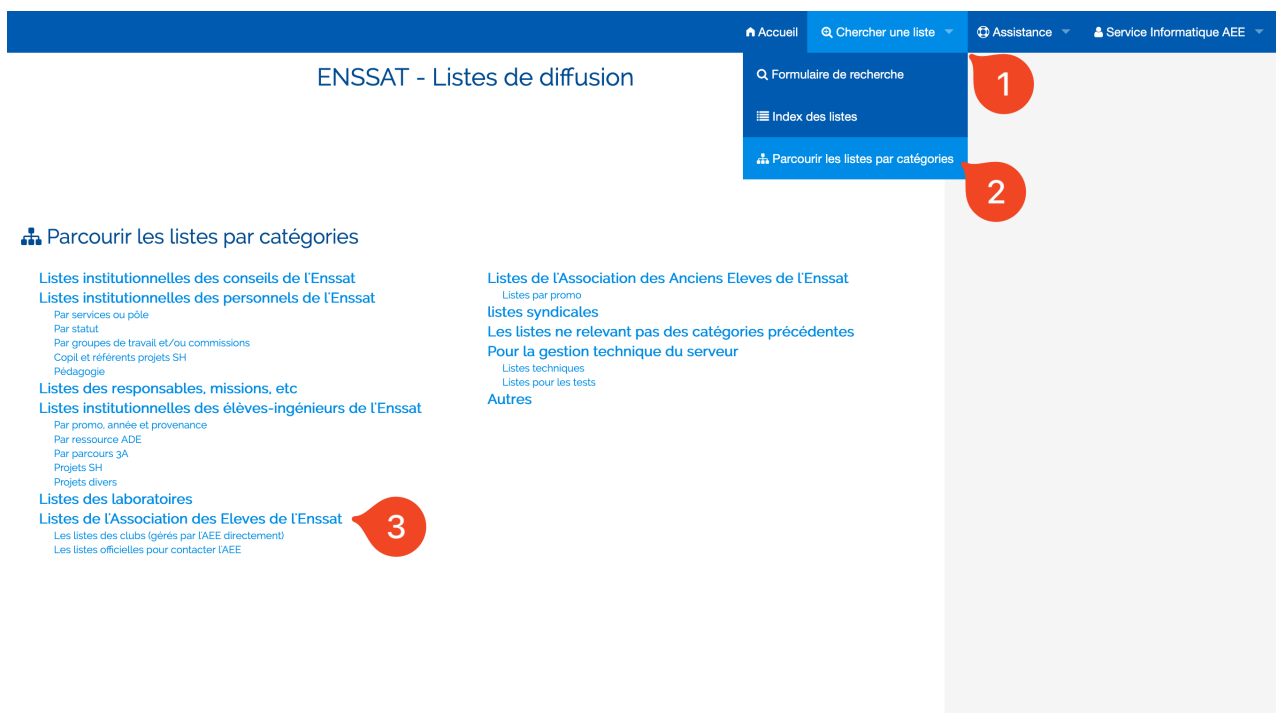 Accueil
Chercher une liste
Assistance
Service Informatique AEE
ENSSAT - Listes de diffusion
Formulaire de recherche
1
Index des listes
Parcourir les listes par catégories
2
Parcourir les listes par catégories
Listes institutionnelles des conseils de l'Enssat
Listes institutionnelles des personnels de l'Enssat
Par services ou pôle
Par statut
Par groupes de travail et/ou commissions
Copil et référents projets SH
Pédagogie
Listes des responsables, missions, etc
Listes institutionnelles des élèves-ingénieurs de l'Enssat
Par promo, année et provenance
Par ressource ADE
Par parcours 3A
Projets SH
Projets divers
Listes des laboratoires
Listes de l'Association des Eleves de l'Enssat
3
Les listes des clubs (gérés par l'AEE directement)
Les listes officielles pour contacter l'AEE
Listes de l'Association des Anciens Eleves de l'Enssat
Listes par promo
listes syndicales
Les listes ne relevant pas des catégories précédentes
Pour la gestion technique du serveur
Listes techniques
Listes pour les tests
Autres